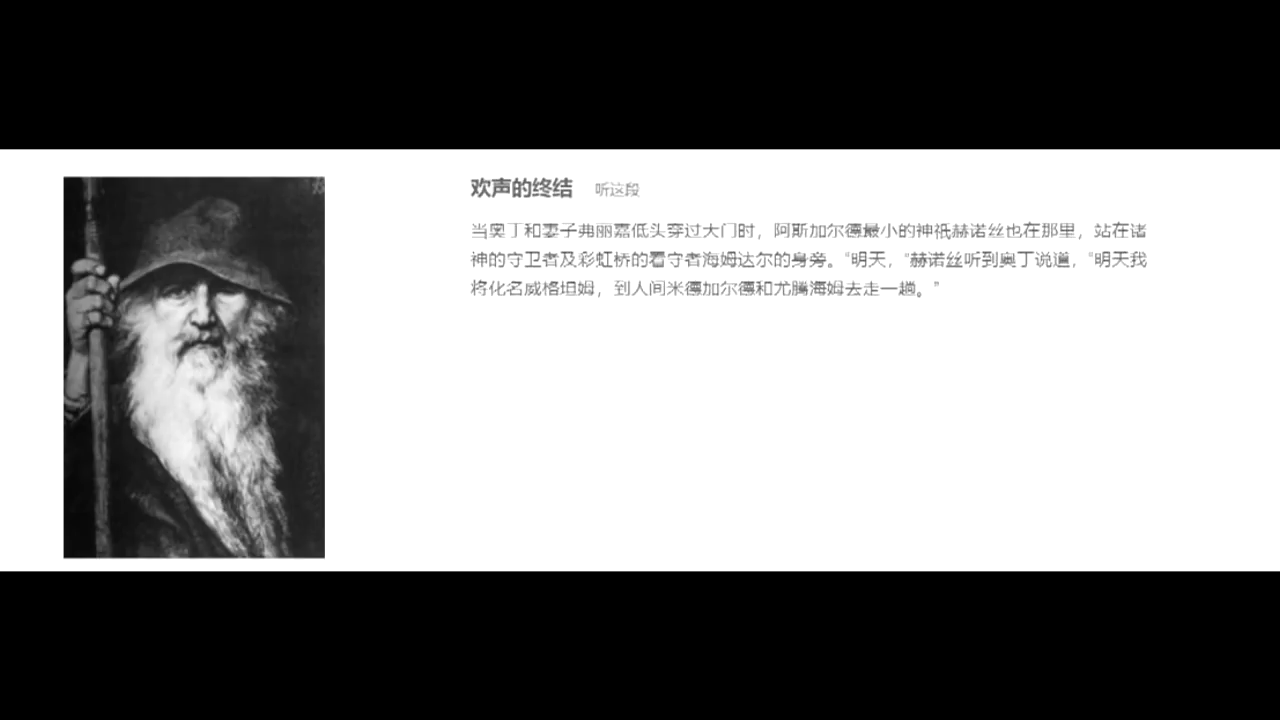 欢声的终结 听这段
当奥丁和妻子弗丽嘉低头穿过大门时，阿斯加尔德最小的神祇赫诺丝也在那里，站在诸
神的守卫者及彩虹桥的看守者海姆达尔的身旁。“明天，“赫诺丝听到奥丁说道，“明天我
将化名威格坦姆，到人间米德加尔德和尤腾海姆去走一趟。”